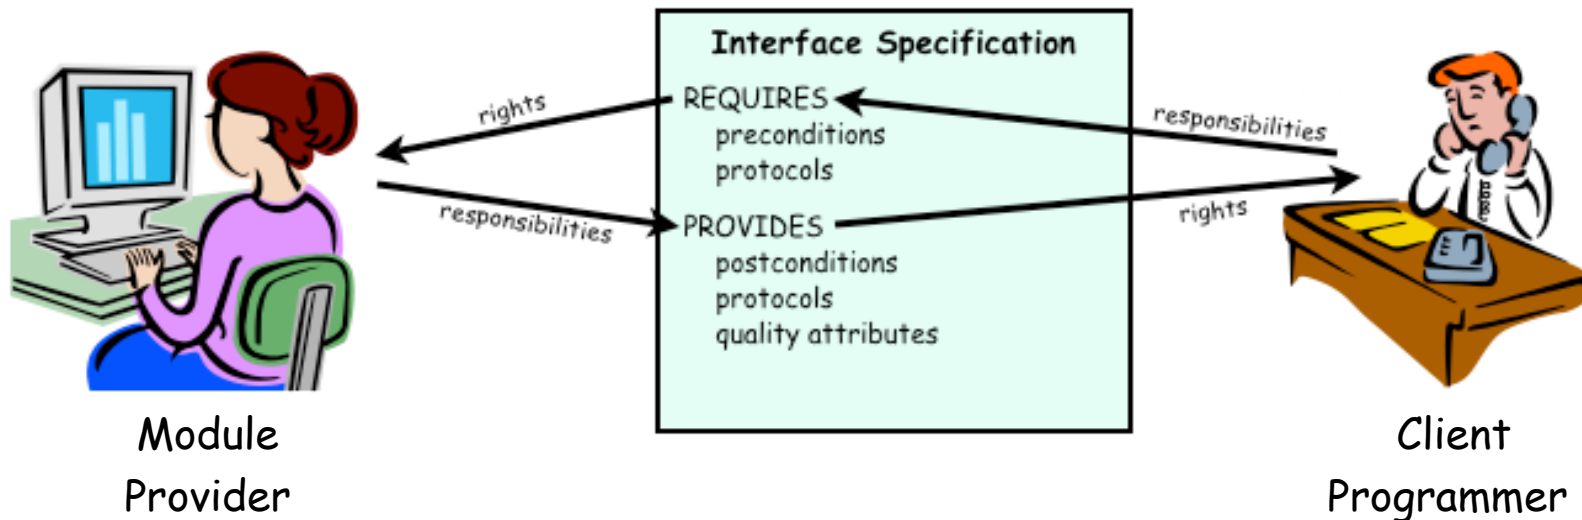 Interface Specification
rights
REQUIRES
preconditions
protocols
responsibilities
responsibilities
PROVIDES
postconditions
protocols
quality attributes
rights
Module
Provider
Client
Programmer